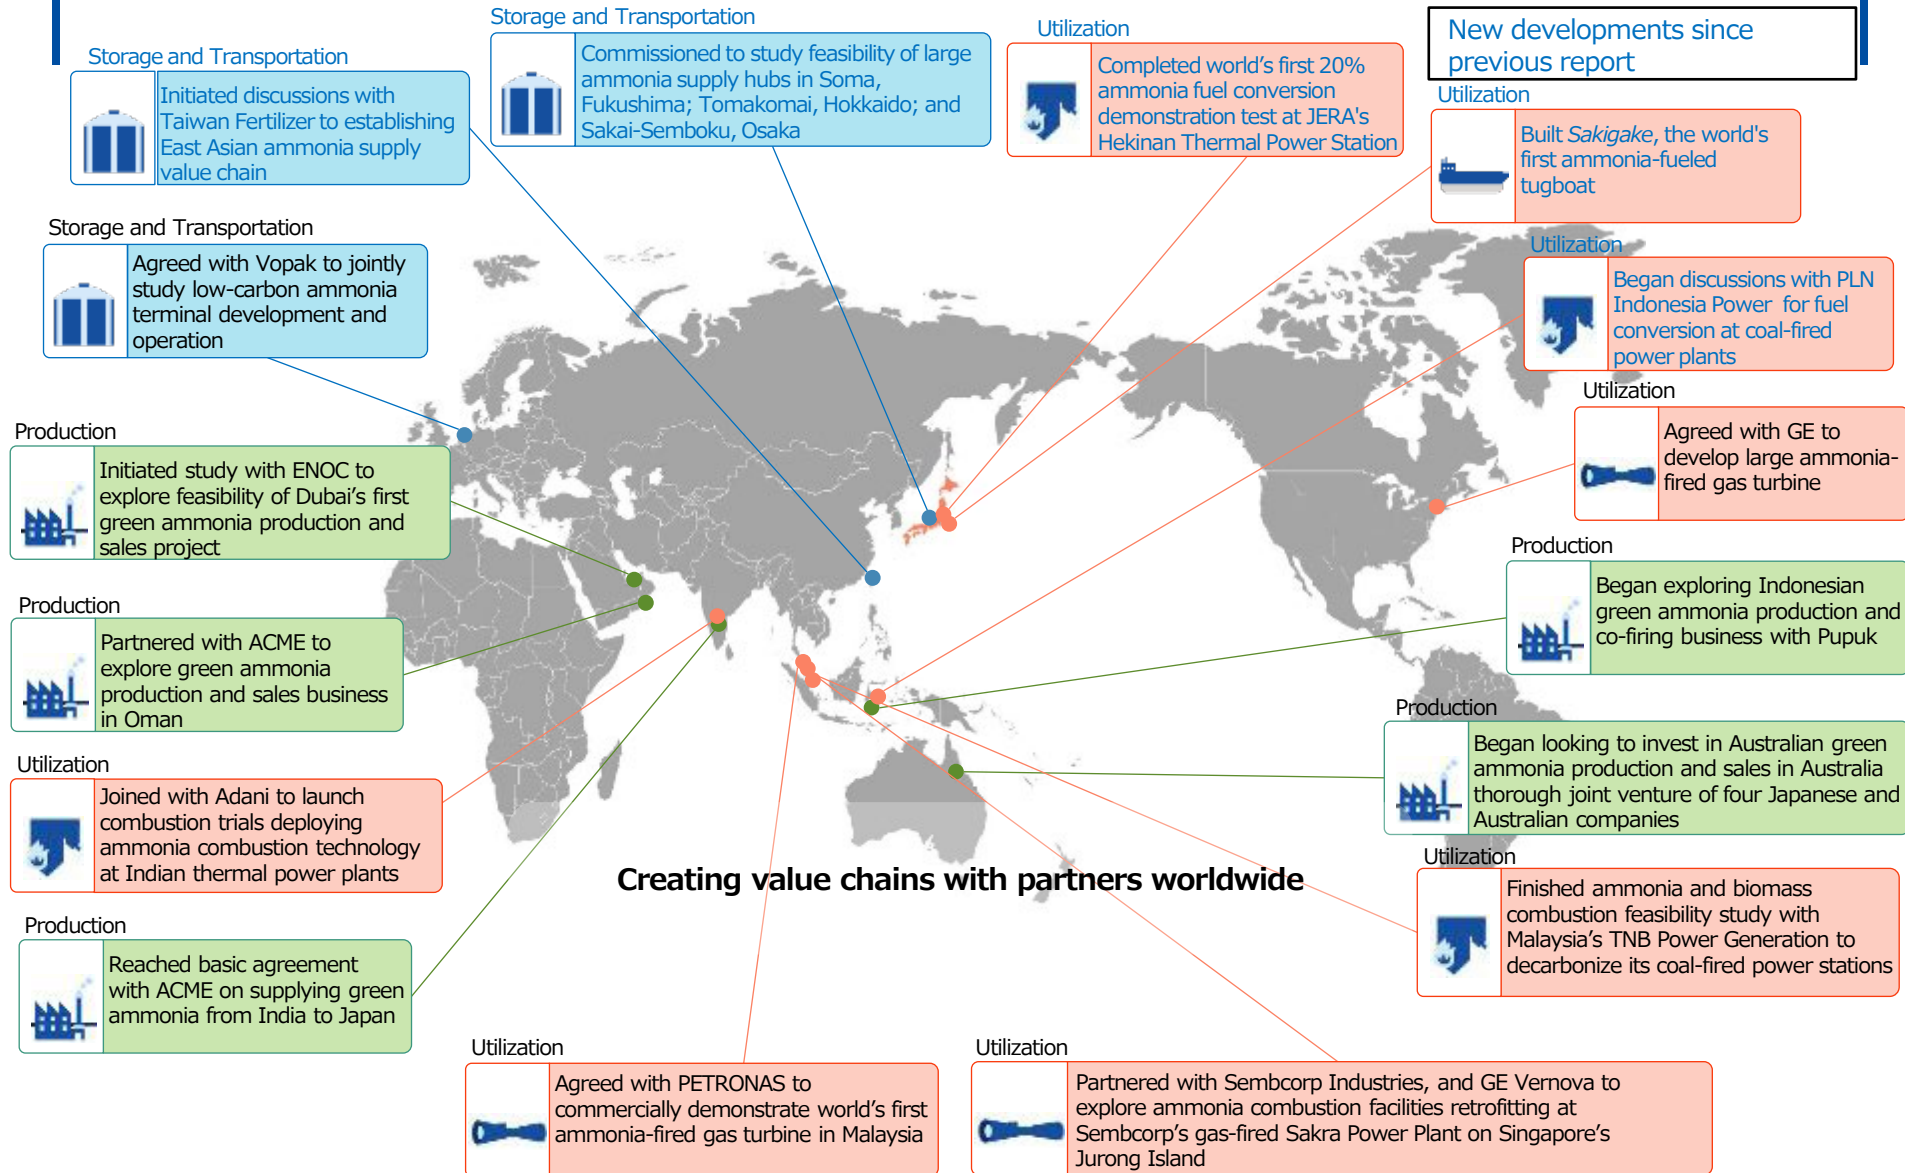 Storage and Transportation
Initiated discussions with
Taiwan Fertilizer to establishing
East Asian ammonia supply
value chain
Storage and Transportation
Commissioned to study feasibility of large
ammonia supply hubs in Soma,
Fukushima; Tomakomai, Hokkaido; and
Sakai-Semboku, Osaka
Utilization
Completed world’s first 20%
ammonia fuel conversion
demonstration test at JERA's
Hekinan Thermal Power Station
New developments since
previous report
Utilization
Built Sakigake, the world's
first ammonia-fueled
tugboat
Storage and Transportation
Agreed with Vopak to jointly
study low-carbon ammonia
terminal development and
operation
Utilization
Began discussions with PLN
Indonesia Power for fuel
conversion at coal-fired
power plants
Utilization
Agreed with GE to
develop large ammonia-
fired gas turbine
Production
Initiated study with ENOC to
explore feasibility of Dubai’s first
green ammonia production and
sales project
Production
Began exploring Indonesian
green ammonia production and
co-firing business with Pupuk
Production
Partnered with ACME to
explore green ammonia
production and sales business
in Oman
Production
Began looking to invest in Australian green
ammonia production and sales in Australia
thorough joint venture of four Japanese and
Australian companies
Utilization
Joined with Adani to launch
combustion trials deploying
ammonia combustion technology
at Indian thermal power plants
Creating value chains with partners worldwide
Utilization
Finished ammonia and biomass
combustion feasibility study with
Malaysia’s TNB Power Generation to
decarbonize its coal-fired power stations
Production
Reached basic agreement
with ACME on supplying green
ammonia from India to Japan
Utilization
Agreed with PETRONAS to
commercially demonstrate world’s first
ammonia-fired gas turbine in Malaysia
Utilization
Partnered with Sembcorp Industries, and GE Vernova to
explore ammonia combustion facilities retrofitting at
Sembcorp’s gas-fired Sakra Power Plant on Singapore’s
Jurong Island